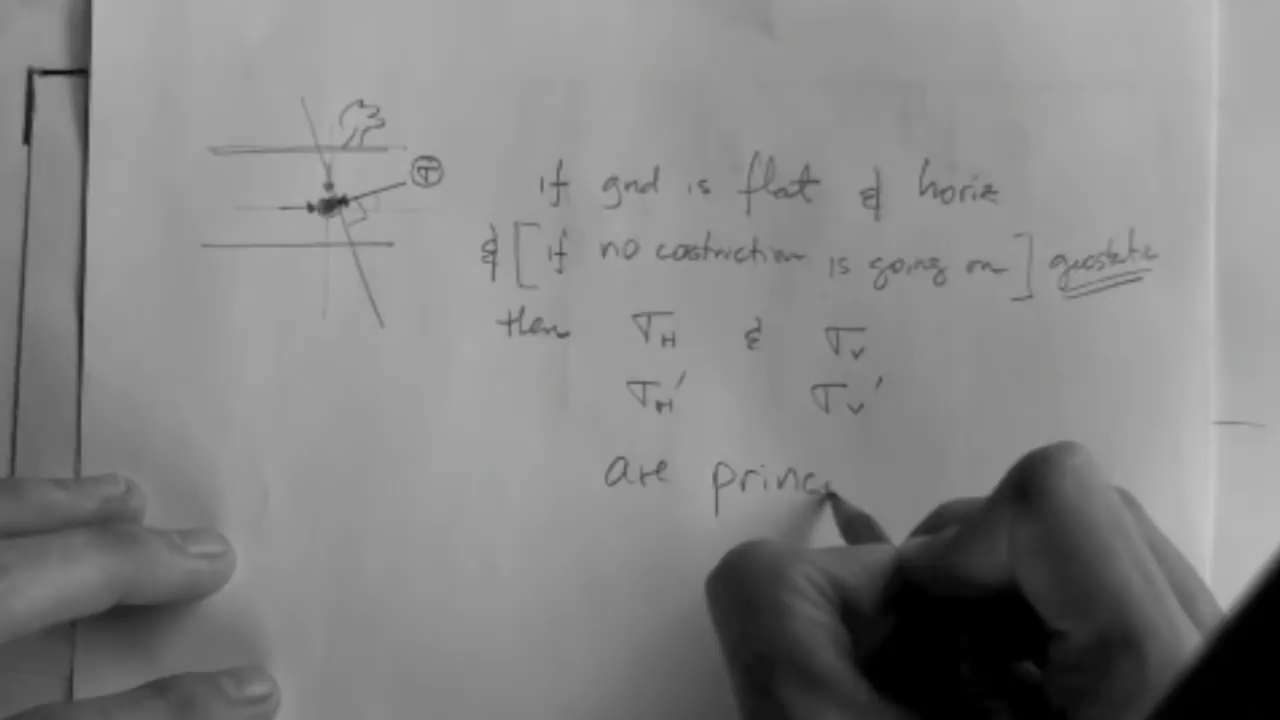 σ
if gnd is flat & horiz
& [if no costriction is going on] geostatic
then σH & σv
σH' σv'
are princ